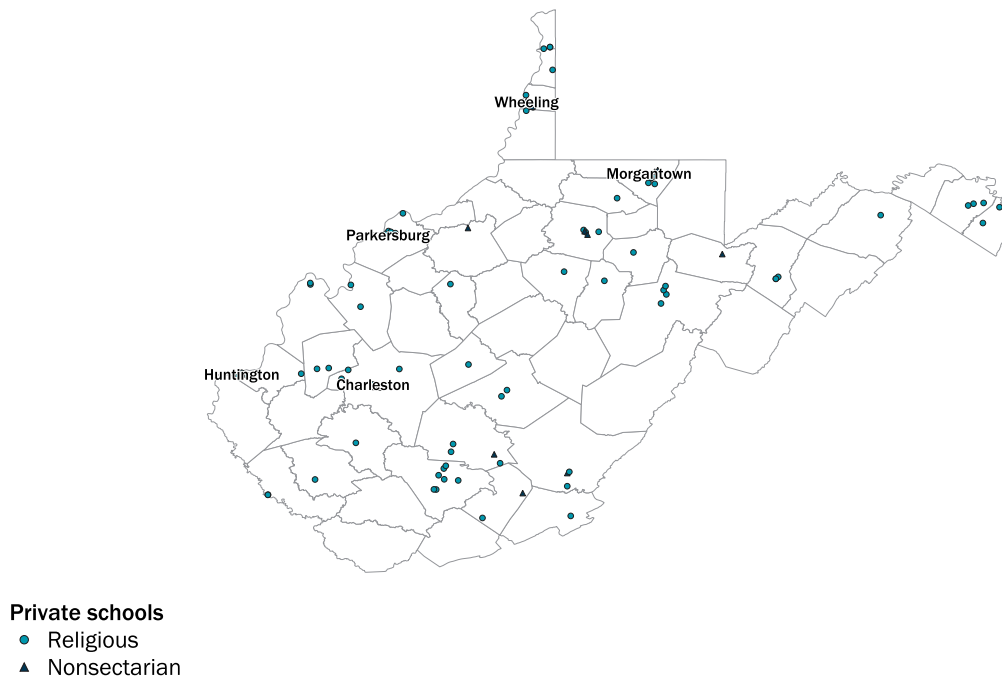 Wheeling
Morgantown
Parkersburg
Huntington
Charleston
Private schools
Religious
Nonsectarian